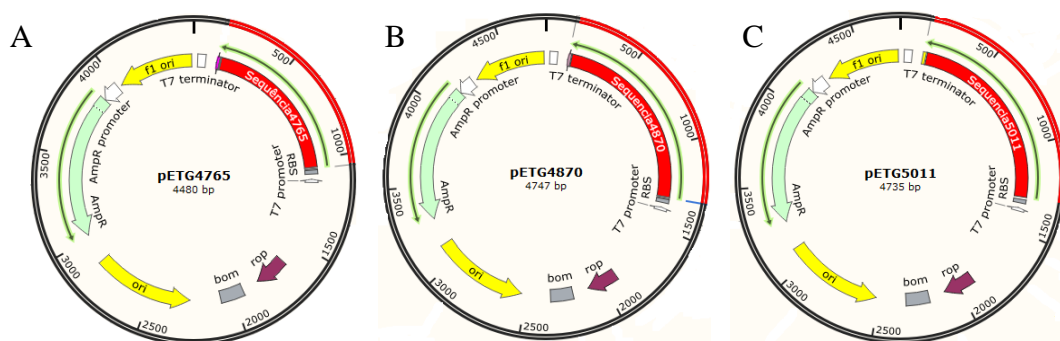 A
f1 ori
T7 terminator
Sequência4765
AmpR promoter
AmpR
RBS
T7 promoter
pETG4765
4480 bp
ori
bom
rop
500
1000
1500
2000
2500
3000
3500
4000
B
f1 ori
T7 terminator
Sequencia4870
AmpR promoter
AmpR
RBS
T7 promoter
pETG4870
4747 bp
ori
bom
rop
500
1000
1500
2000
2500
3000
3500
4000
4500
C
f1 ori
T7 terminator
Sequencia5011
AmpR promoter
AmpR
RBS
T7 promoter
pETG5011
4735 bp
ori
bom
rop
500
1000
1500
2000
2500
3000
3500
4000
4500